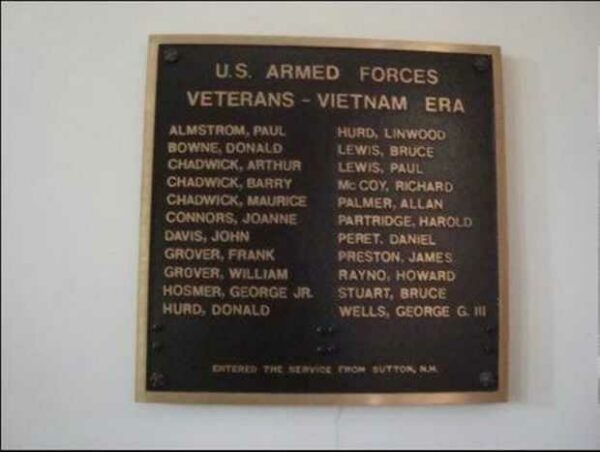 U.S. ARMED FORCES
VETERANS - VIETNAM ERA
ALMSTROM, PAUL
BOWNE, DONALD
CHADWICK, ARTHUR
CHADWICK, BARRY
CHADWICK, MAURICE
CONNORS, JOANNE
DAVIS, JOHN
GROVER, FRANK
GROVER, WILLIAM
HOSMER, GEORGE JR.
HURD, DONALD
HURD, LINWOOD
LEWIS, BRUCE
LEWIS, PAUL
McCOY, RICHARD
PALMER, ALLAN
PARTRIDGE, HAROLD
PERET, DANIEL
PRESTON, JAMES
RAYNO, HOWARD
STUART, BRUCE
WELLS, GEORGE G. III
ENTERED THE SERVICE FROM SUTTON, N.H.